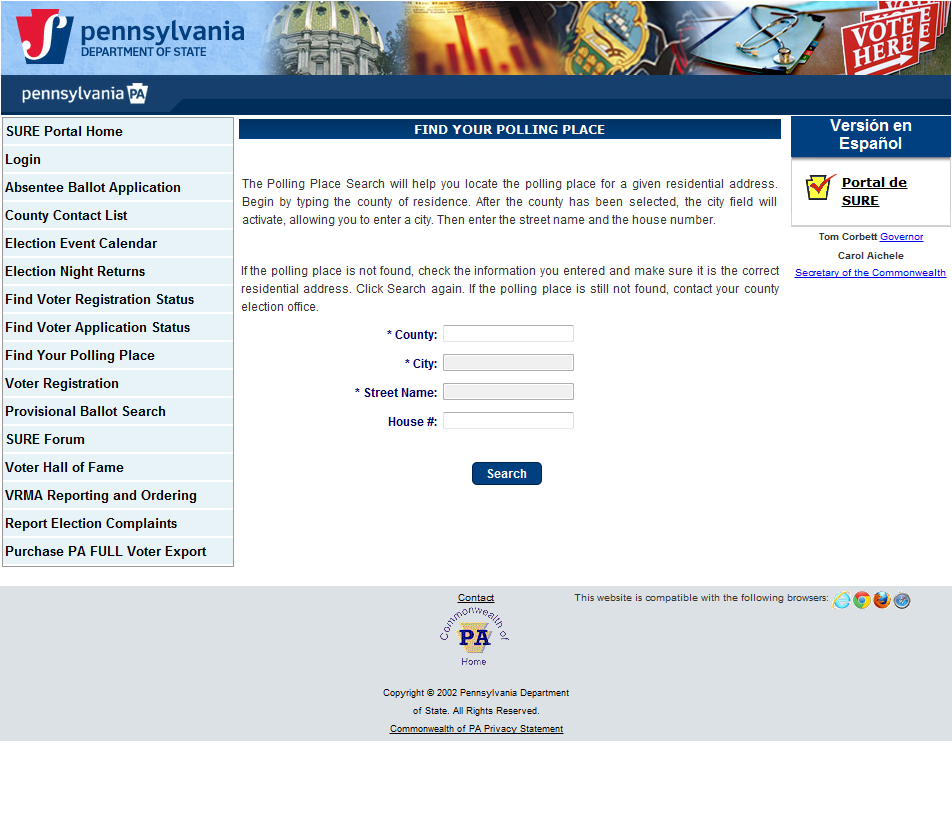 pennsylvania
DEPARTMENT OF STATE
VOTE
HERE
pennsylvania PA
SURE Portal Home
Login
Absentee Ballot Application
County Contact List
Election Event Calendar
Election Night Returns
Find Voter Registration Status
Find Voter Application Status
Find Your Polling Place
Voter Registration
Provisional Ballot Search
SURE Forum
Voter Hall of Fame
VRMA Reporting and Ordering
Report Election Complaints
Purchase PA FULL Voter Export
FIND YOUR POLLING PLACE
The Polling Place Search will help you locate the polling place for a given residential address.
Begin by typing the county of residence. After the county has been selected, the city field will
activate, allowing you to enter a city. Then enter the street name and the house number.
If the polling place is not found, check the information you entered and make sure it is the correct
residential address. Click Search again. If the polling place is still not found, contact your county
election office.
* County:
* City:
* Street Name:
House #:
Search
Versión en
Español
Portal de
SURE
Tom Corbett Governor
Carol Aichele
Secretary of the Commonwealth
Contact
This website is compatible with the following browsers:
Commonwealth of
PA
Home
Copyright © 2002 Pennsylvania Department
of State. All Rights Reserved.
Commonwealth of PA Privacy Statement